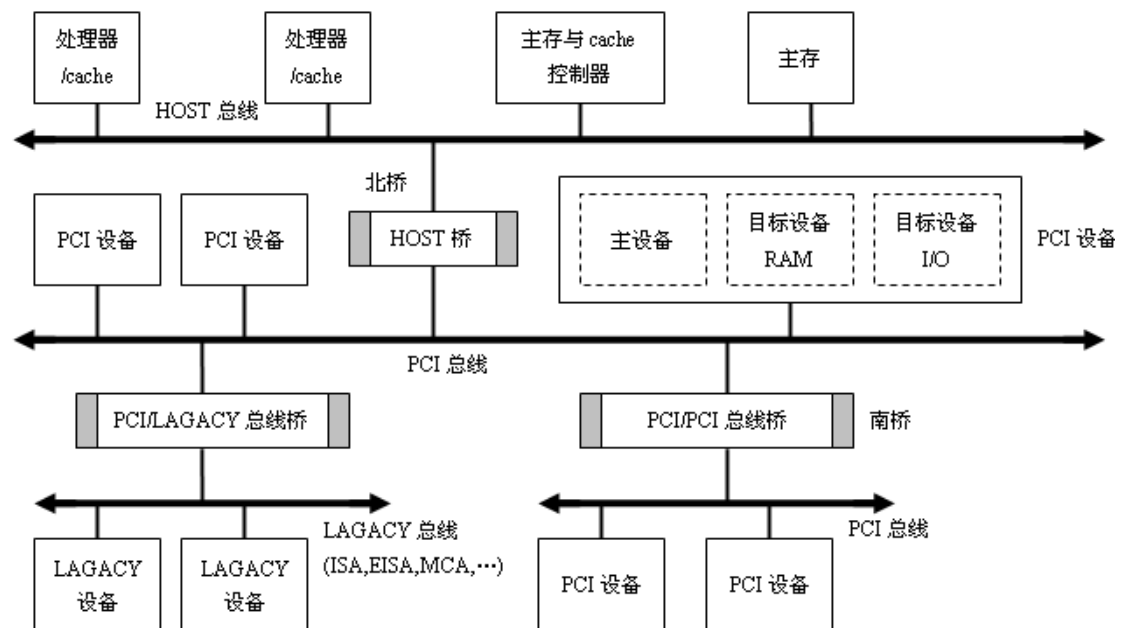 处理器
/cache
处理器
/cache
主存与 cache
控制器
主存
HOST 总线
北桥
PCI 设备
PCI 设备
HOST 桥
主设备
目标设备
RAM
目标设备
I/O
PCI 设备
PCI 总线
PCI/LAGACY 总线桥
PCI/PCI 总线桥
南桥
LAGACY 总线
(ISA,EISA,MCA,…)
PCI 总线
LAGACY
设备
LAGACY
设备
PCI 设备
PCI 设备